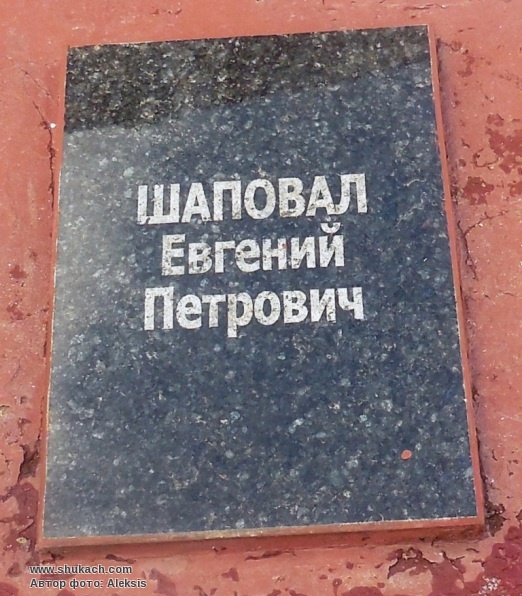 ШАПОВАЛ
Евгений
Петрович
www.shukach.com
Автор фото: Aleksis